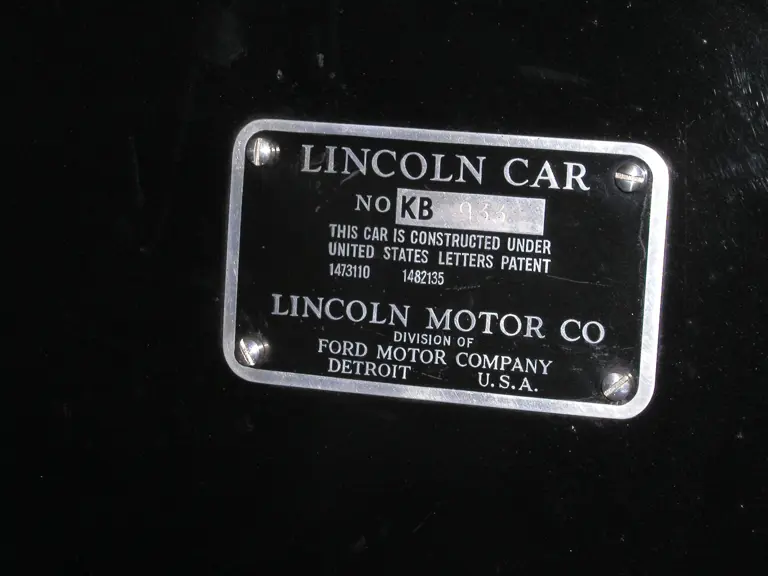 LINCOLN CAR
NO KB 933
THIS CAR IS CONSTRUCTED UNDER
UNITED STATES LETTERS PATENT
1473110 1482135
LINCOLN MOTOR CO
DIVISION OF
FORD MOTOR COMPANY
DETROIT U.S.A.